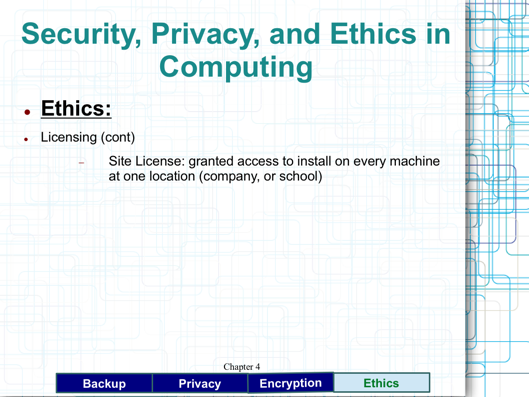 Security, Privacy, and Ethics in
Computing
● Ethics:
● Licensing (cont)
– Site License: granted access to install on every machine
at one location (company, or school)
Chapter 4
Backup Privacy Encryption Ethics